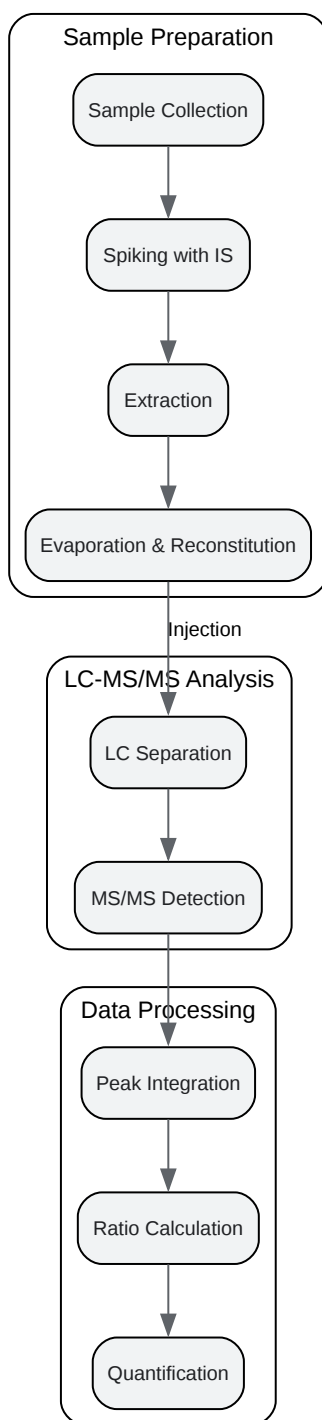 Sample Preparation
Sample Collection
Spiking with IS
Extraction
Evaporation & Reconstitution
Injection
LC-MS/MS Analysis
LC Separation
MS/MS Detection
Data Processing
Peak Integration
Ratio Calculation
Quantification